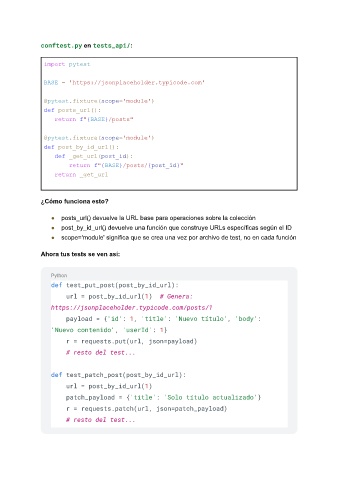 conftest.py en tests_api/:
import pytest
BASE = 'https://jsonplaceholder.typicode.com'
@pytest.fixture(scope='module')
def posts_url():
    return f"{BASE}/posts"
@pytest.fixture(scope='module')
def post_by_id_url():
    def _get_url(post_id):
        return f"{BASE}/posts/{post_id}"
    return _get_url
¿Cómo funciona esto?
● posts_url() devuelve la URL base para operaciones sobre la colección
● post_by_id_url() devuelve una función que construye URLs específicas según el ID
● scope='module' significa que se crea una vez por archivo de test, no en cada función
Ahora tus tests se ven así:
Python
def test_put_post(post_by_id_url):
    url = post_by_id_url(1)  # Genera:
https://jsonplaceholder.typicode.com/posts/1
    payload = {'id': 1, 'title': 'Nuevo título', 'body':
'Nuevo contenido', 'userId': 1}
    r = requests.put(url, json=payload)
    # resto del test...
def test_patch_post(post_by_id_url):
    url = post_by_id_url(1)
    patch_payload = {'title': 'Solo título actualizado'}
    r = requests.patch(url, json=patch_payload)
    # resto del test...